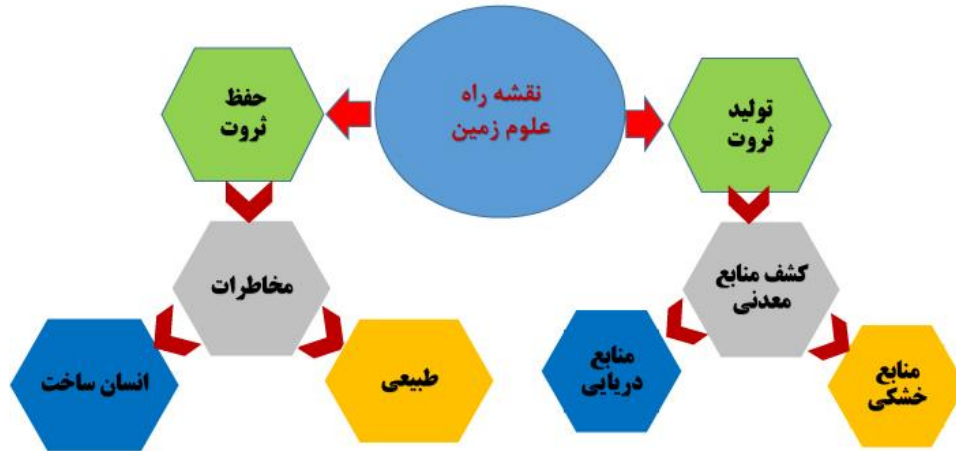 نقشه راه
علوم زمین
تولید
ثروت
حفظ
ثروت
کشف منابع
معدنی
مخاطرات
منابع
خشکی
منابع
دریایی
طبیعی
انسان ساخت